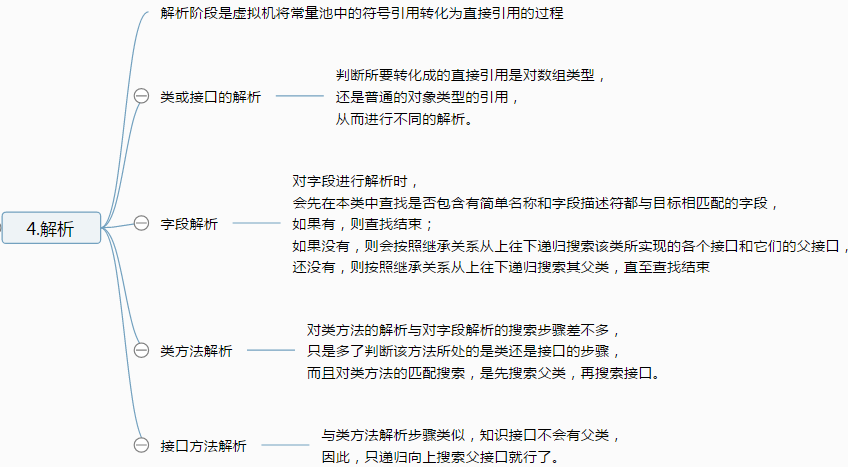 解析阶段是虚拟机将常量池中的符号引用转化为直接引用的过程
类或接口的解析
判断所要转化成的直接引用是对数组类型，
还是普通的对象类型的引用，
从而进行不同的解析。
4.解析
字段解析
对字段进行解析时，
会先在本类中查找是否包含有简单名称和字段描述符都与目标相匹配的字段，
如果有，则查找结束；
如果没有，则会按照继承关系从上往下递归搜索该类所实现的各个接口和它们的父接口，
还没有，则按照继承关系从上往下递归搜索其父类，直至查找结束
类方法解析
对类方法的解析与对字段解析的搜索步骤差不多，
只是多了判断该方法所处的是类还是接口的步骤，
而且对类方法的匹配搜索，是先搜索父类，再搜索接口。
接口方法解析
与类方法解析步骤类似，知识接口不会有父类，
因此，只递归向上搜索父接口就行了。